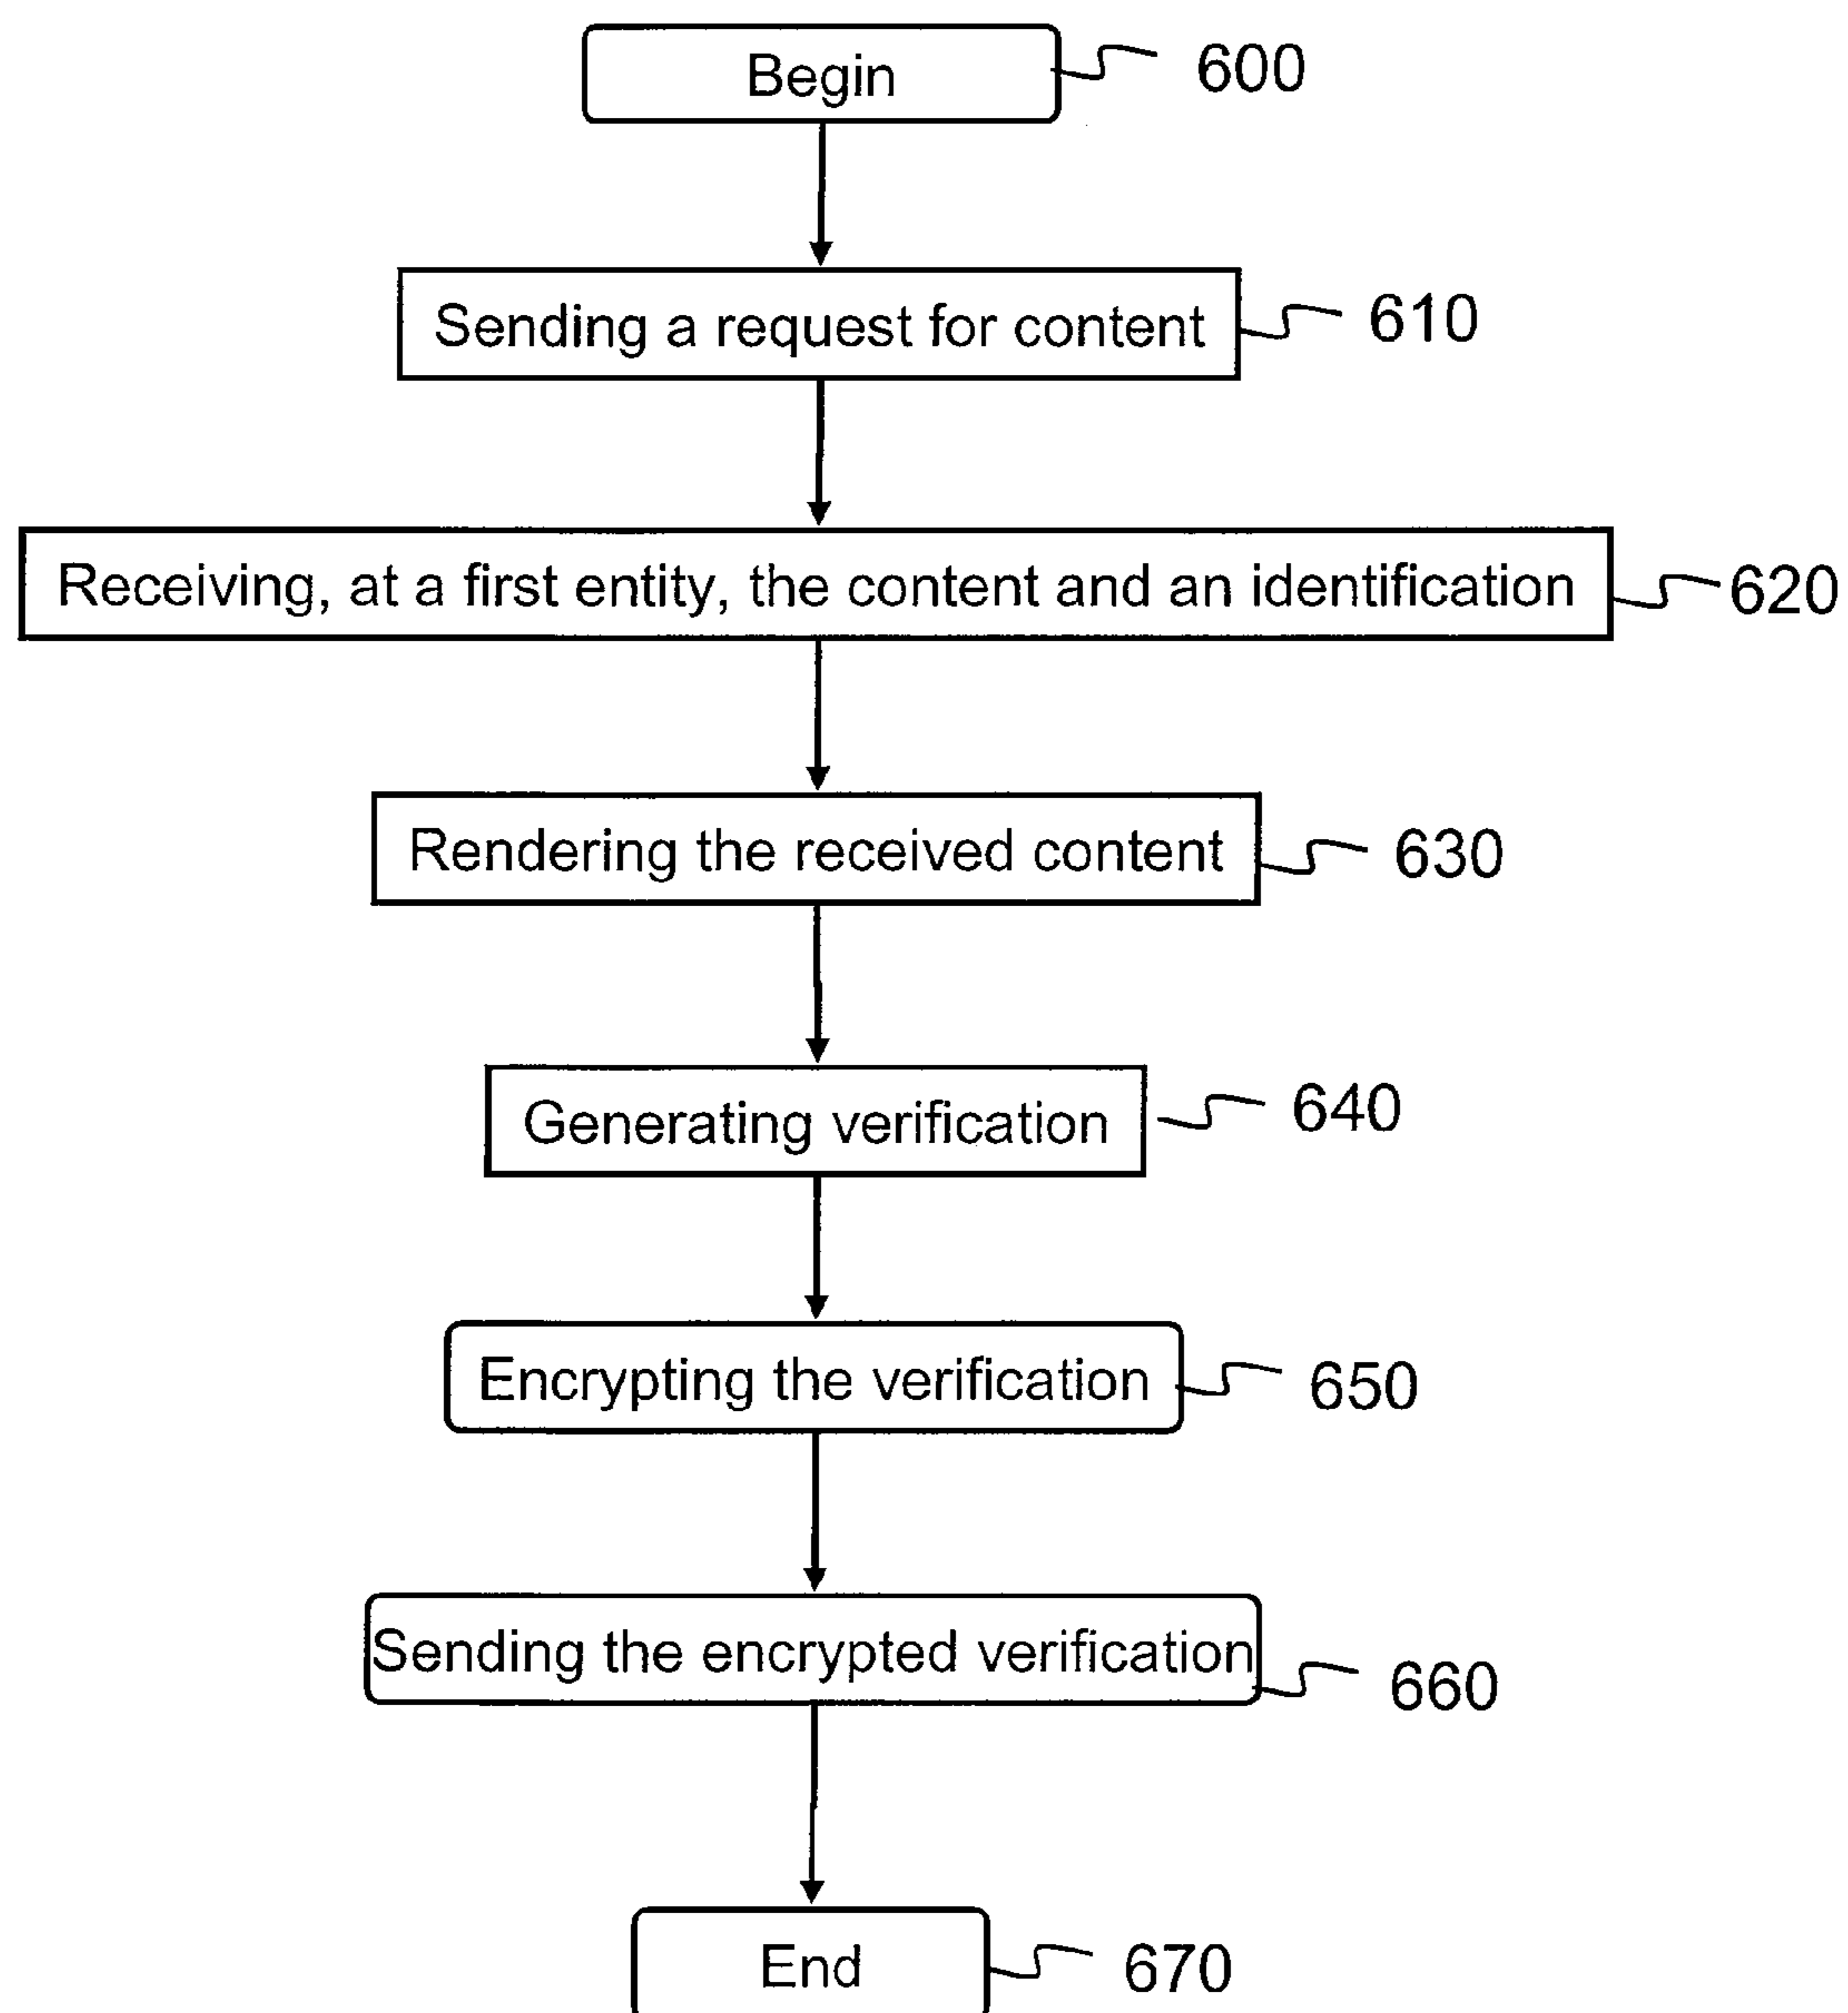 Begin
600
Sending a request for content
610
Receiving, at a first entity, the content and an identification
620
Rendering the received content
630
Generating verification
640
Encrypting the verification
650
Sending the encrypted verification
660
End
670